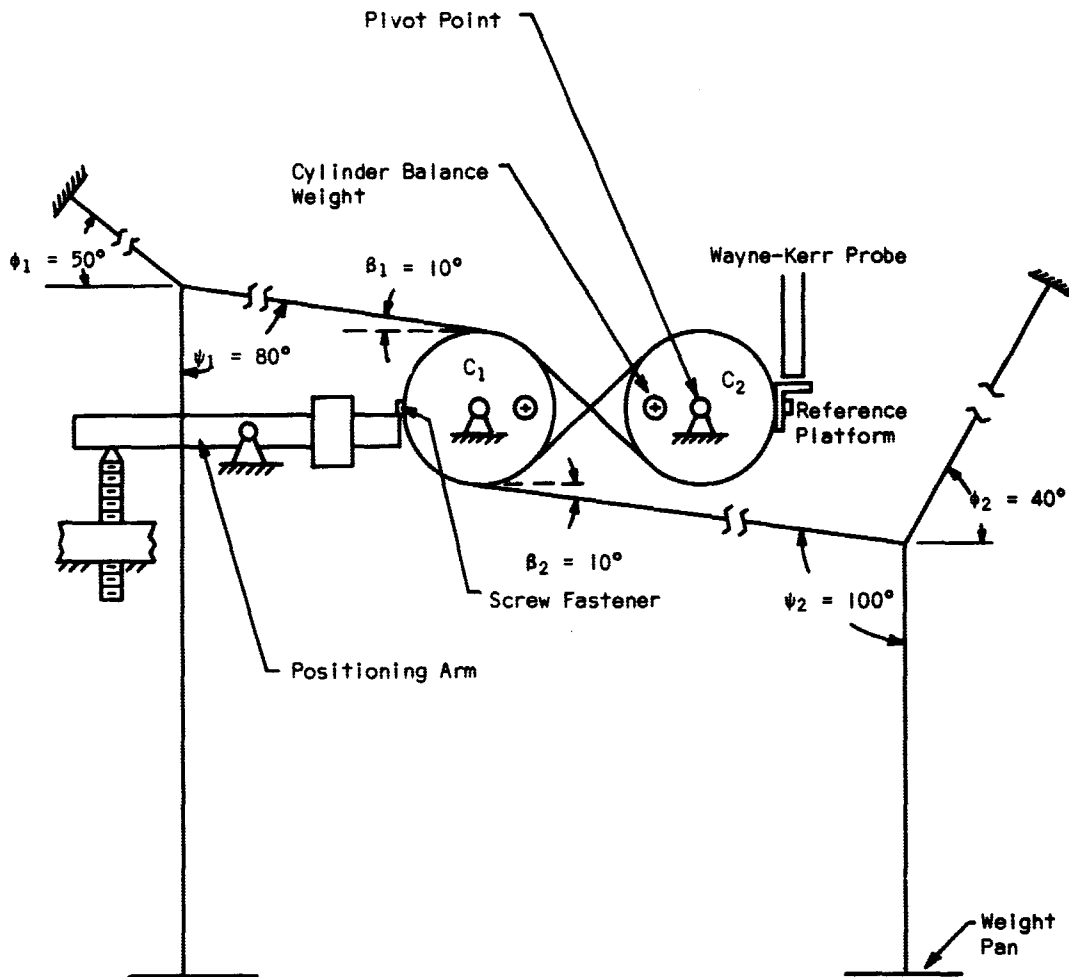 Pivot Point
Cylinder Balance
Weight
Wayne-Kerr Probe
ϕ₁ = 50°
β₁ = 10°
ψ₁ = 80°
C₁
C₂
Reference
Platform
ϕ₂ = 40°
β₂ = 10°
Screw Fastener
ψ₂ = 100°
Positioning Arm
Weight
Pan